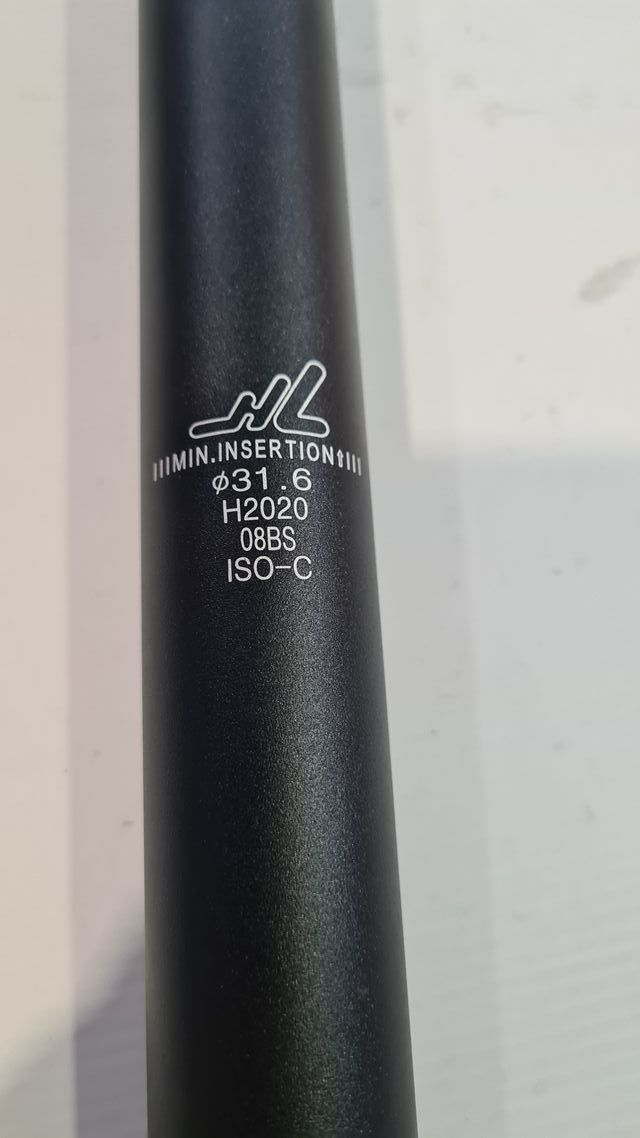 HL
|||MIN.INSERTION⇧|||
ø31.6
H2020
08BS
ISO-C